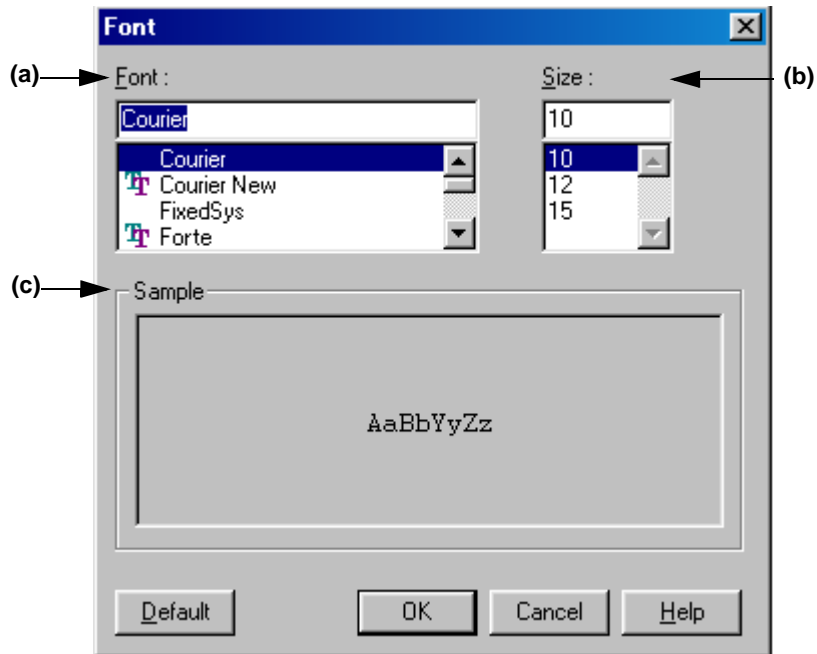 Font
(a) Font : Size : (b)
Courier 10
Courier 10
Courier New 12
FixedSys 15
Forte
(c) Sample
AaBbYyZz
Default OK Cancel Help